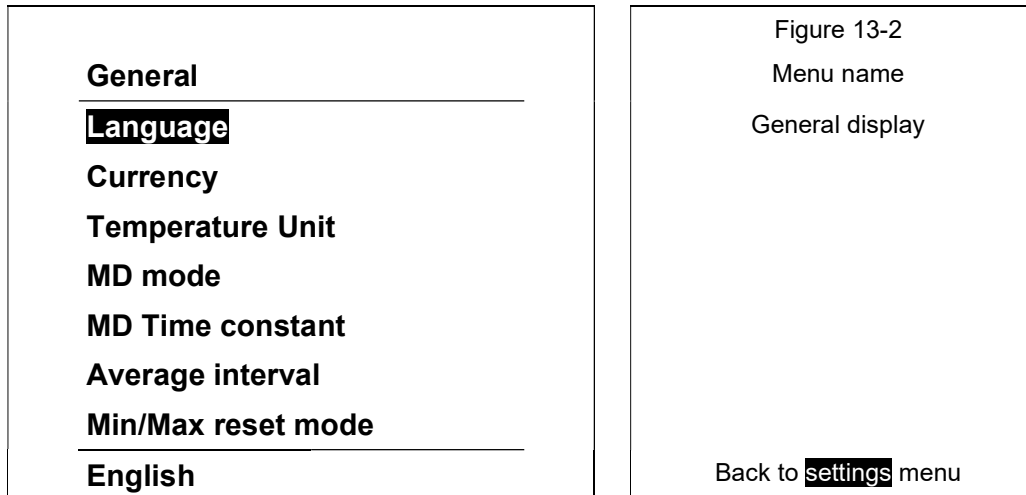 General
Language
Currency
Temperature Unit
MD mode
MD Time constant
Average interval
Min/Max reset mode
English
Figure 13-2
Menu name
General display
Back to settings menu